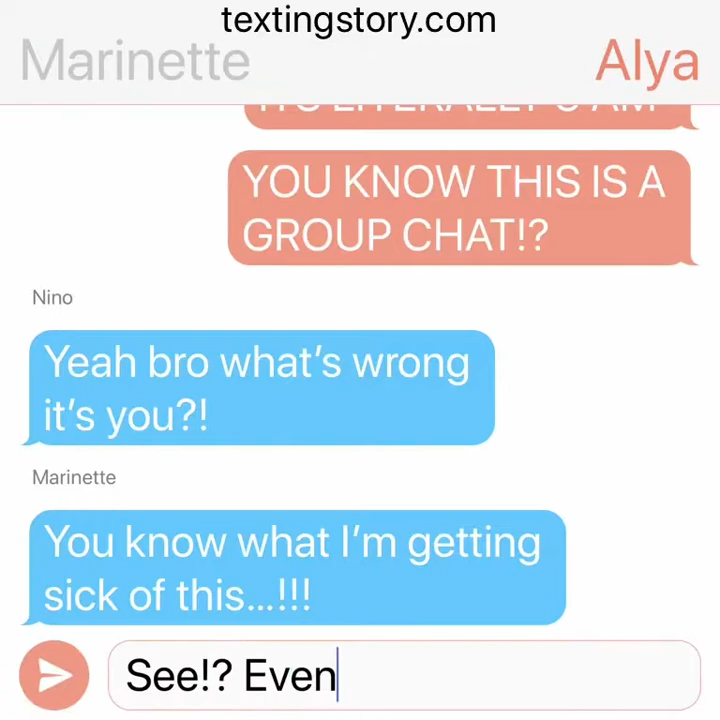 textingstory.com
Marinette
Alya
YOU KNOW THIS IS A
GROUP CHAT!?
Nino
Yeah bro what's wrong
it's you?!
Marinette
You know what I'm getting
sick of this...!!!
See!? Even